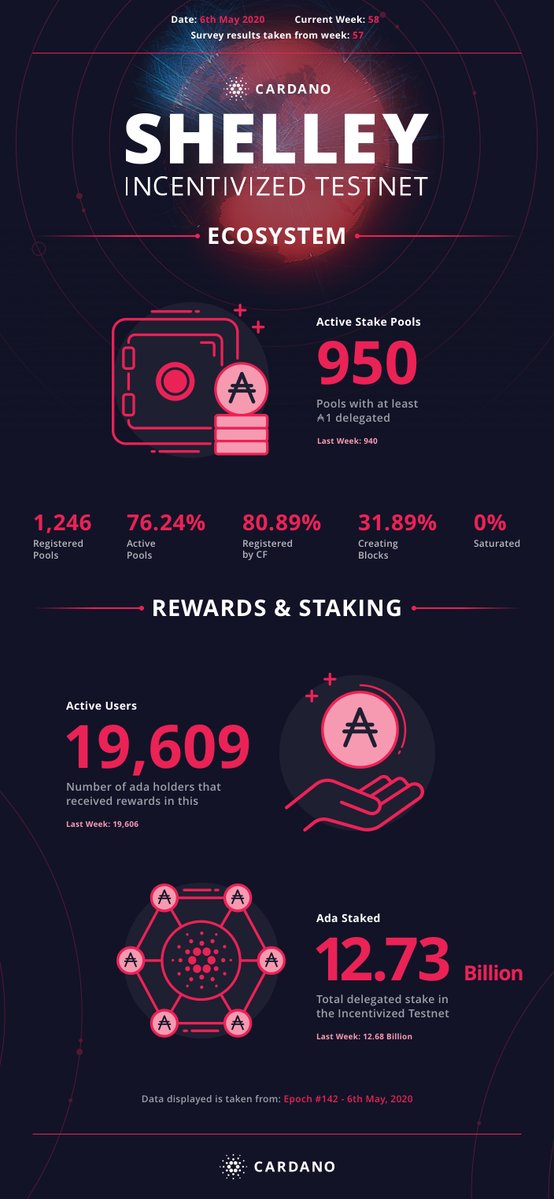 Date: 6th May 2020 Current Week: 58
Survey results taken from week: 57
CARDANO
SHELLEY
INCENTIVIZED TESTNET
ECOSYSTEM
Active Stake Pools
950
Pools with at least
₳1 delegated
Last Week: 940
1,246
Registered
Pools
76.24%
Active
Pools
80.89%
Registered
by CF
31.89%
Creating
Blocks
0%
Saturated
REWARDS & STAKING
Active Users
19,609
Number of ada holders that
received rewards in this
Last Week: 19,606
Ada Staked
12.73 Billion
Total delegated stake in
the Incentivized Testnet
Last Week: 12.68 Billion
Data displayed is taken from: Epoch #142 - 6th May, 2020
CARDANO